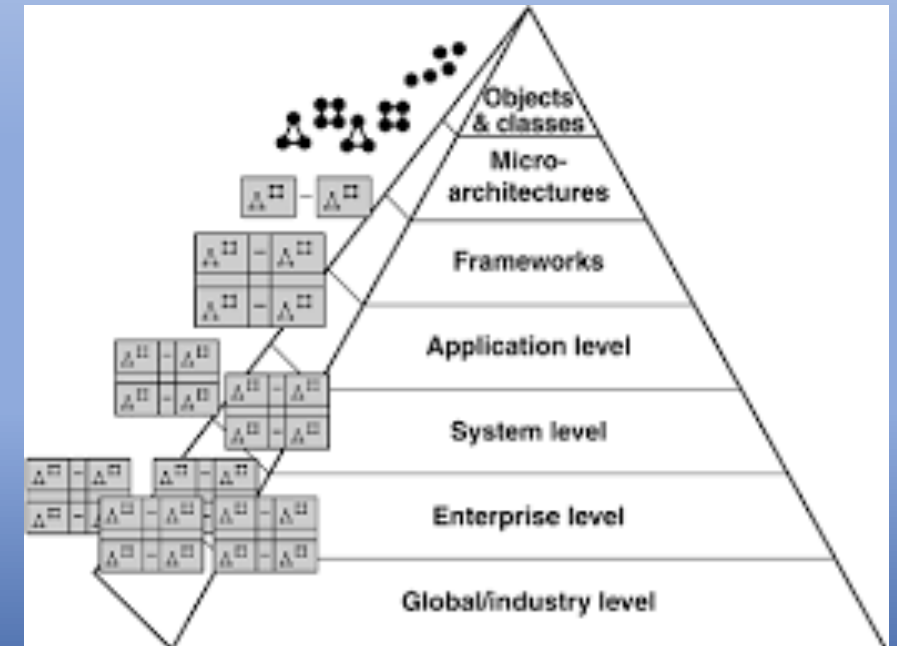 Objects
& classes
Micro-
architectures
Frameworks
Application level
System level
Enterprise level
Global/industry level